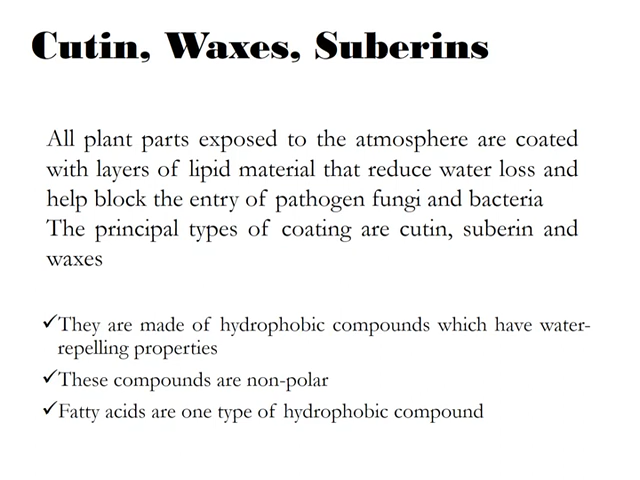 Cutin, Waxes, Suberins
All plant parts exposed to the atmosphere are coated
with layers of lipid material that reduce water loss and
help block the entry of pathogen fungi and bacteria
The principal types of coating are cutin, suberin and
waxes
✓They are made of hydrophobic compounds which have water-
repelling properties
✓These compounds are non-polar
✓Fatty acids are one type of hydrophobic compound